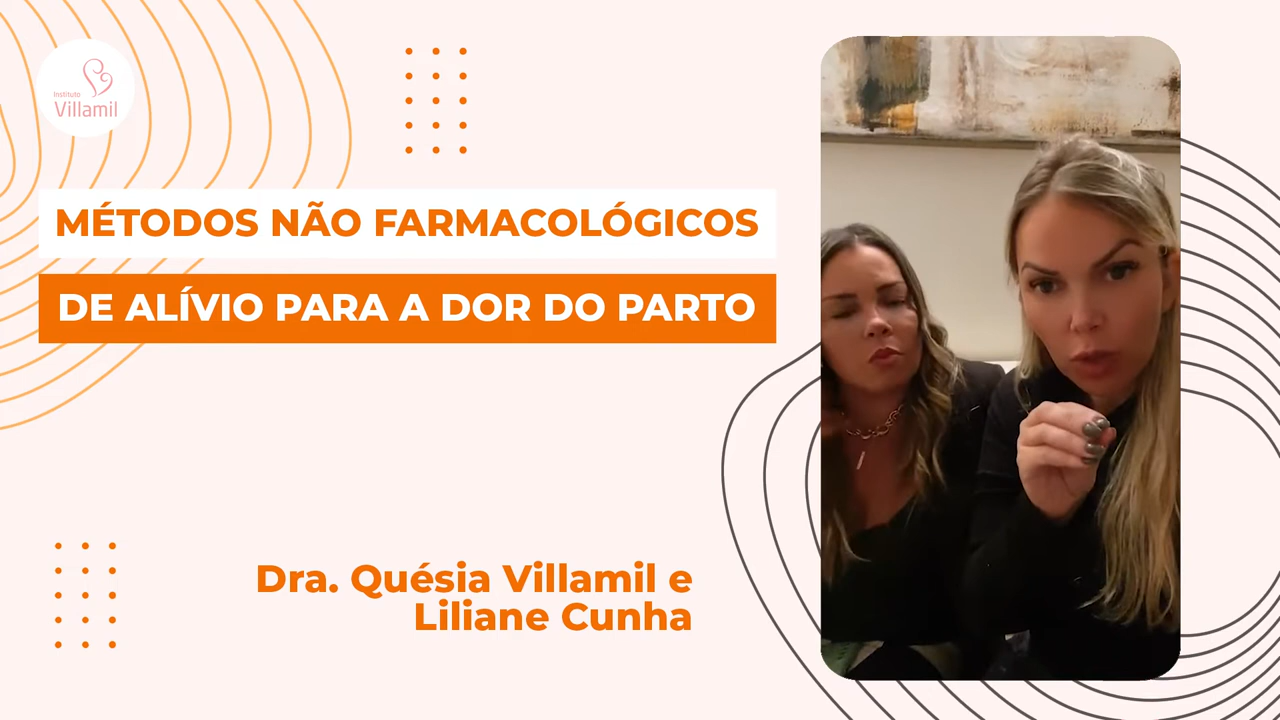 Instituto
Villamil
MÉTODOS NÃO FARMACOLÓGICOS
DE ALÍVIO PARA A DOR DO PARTO
Dra. Quésia Villamil e
Liliane Cunha